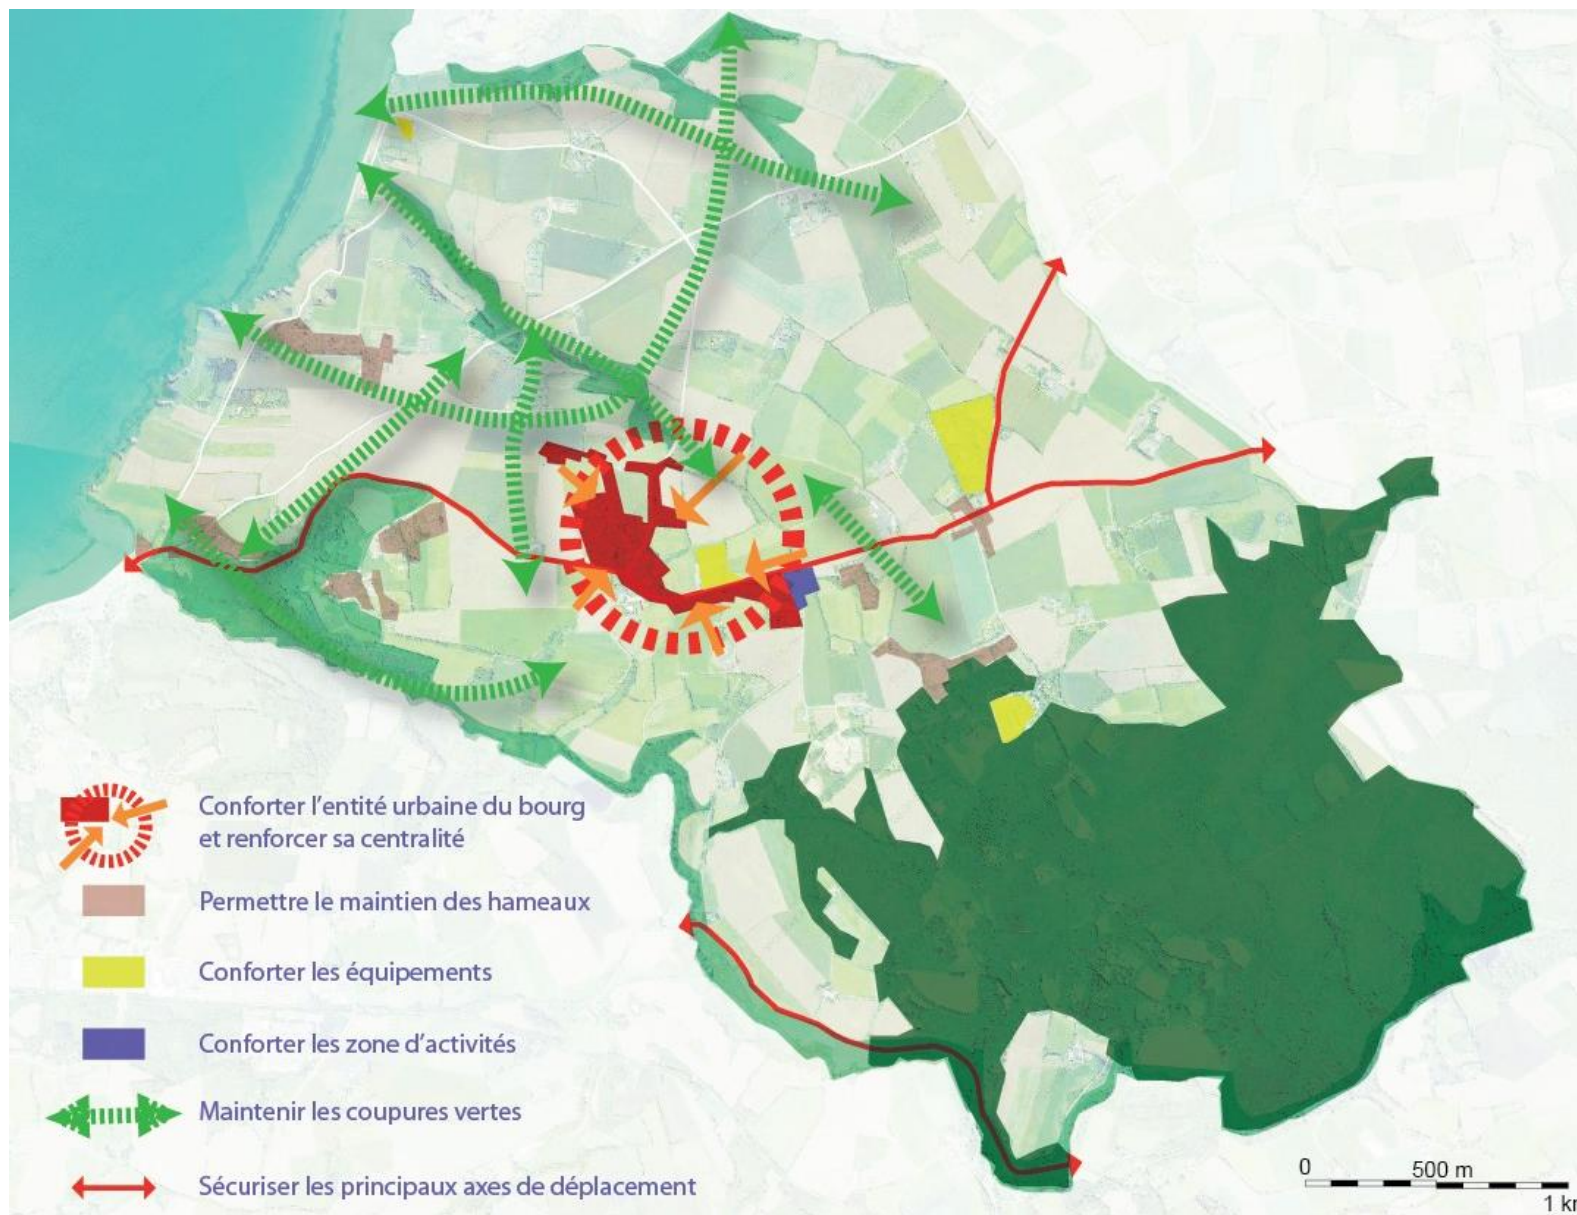 Conforter l'entité urbaine du bourg
et renforcer sa centralité
Permettre le maintien des hameaux
Conforter les équipements
Conforter les zone d'activités
Maintenir les coupures vertes
Sécuriser les principaux axes de déplacement
0 500 m
1 kr